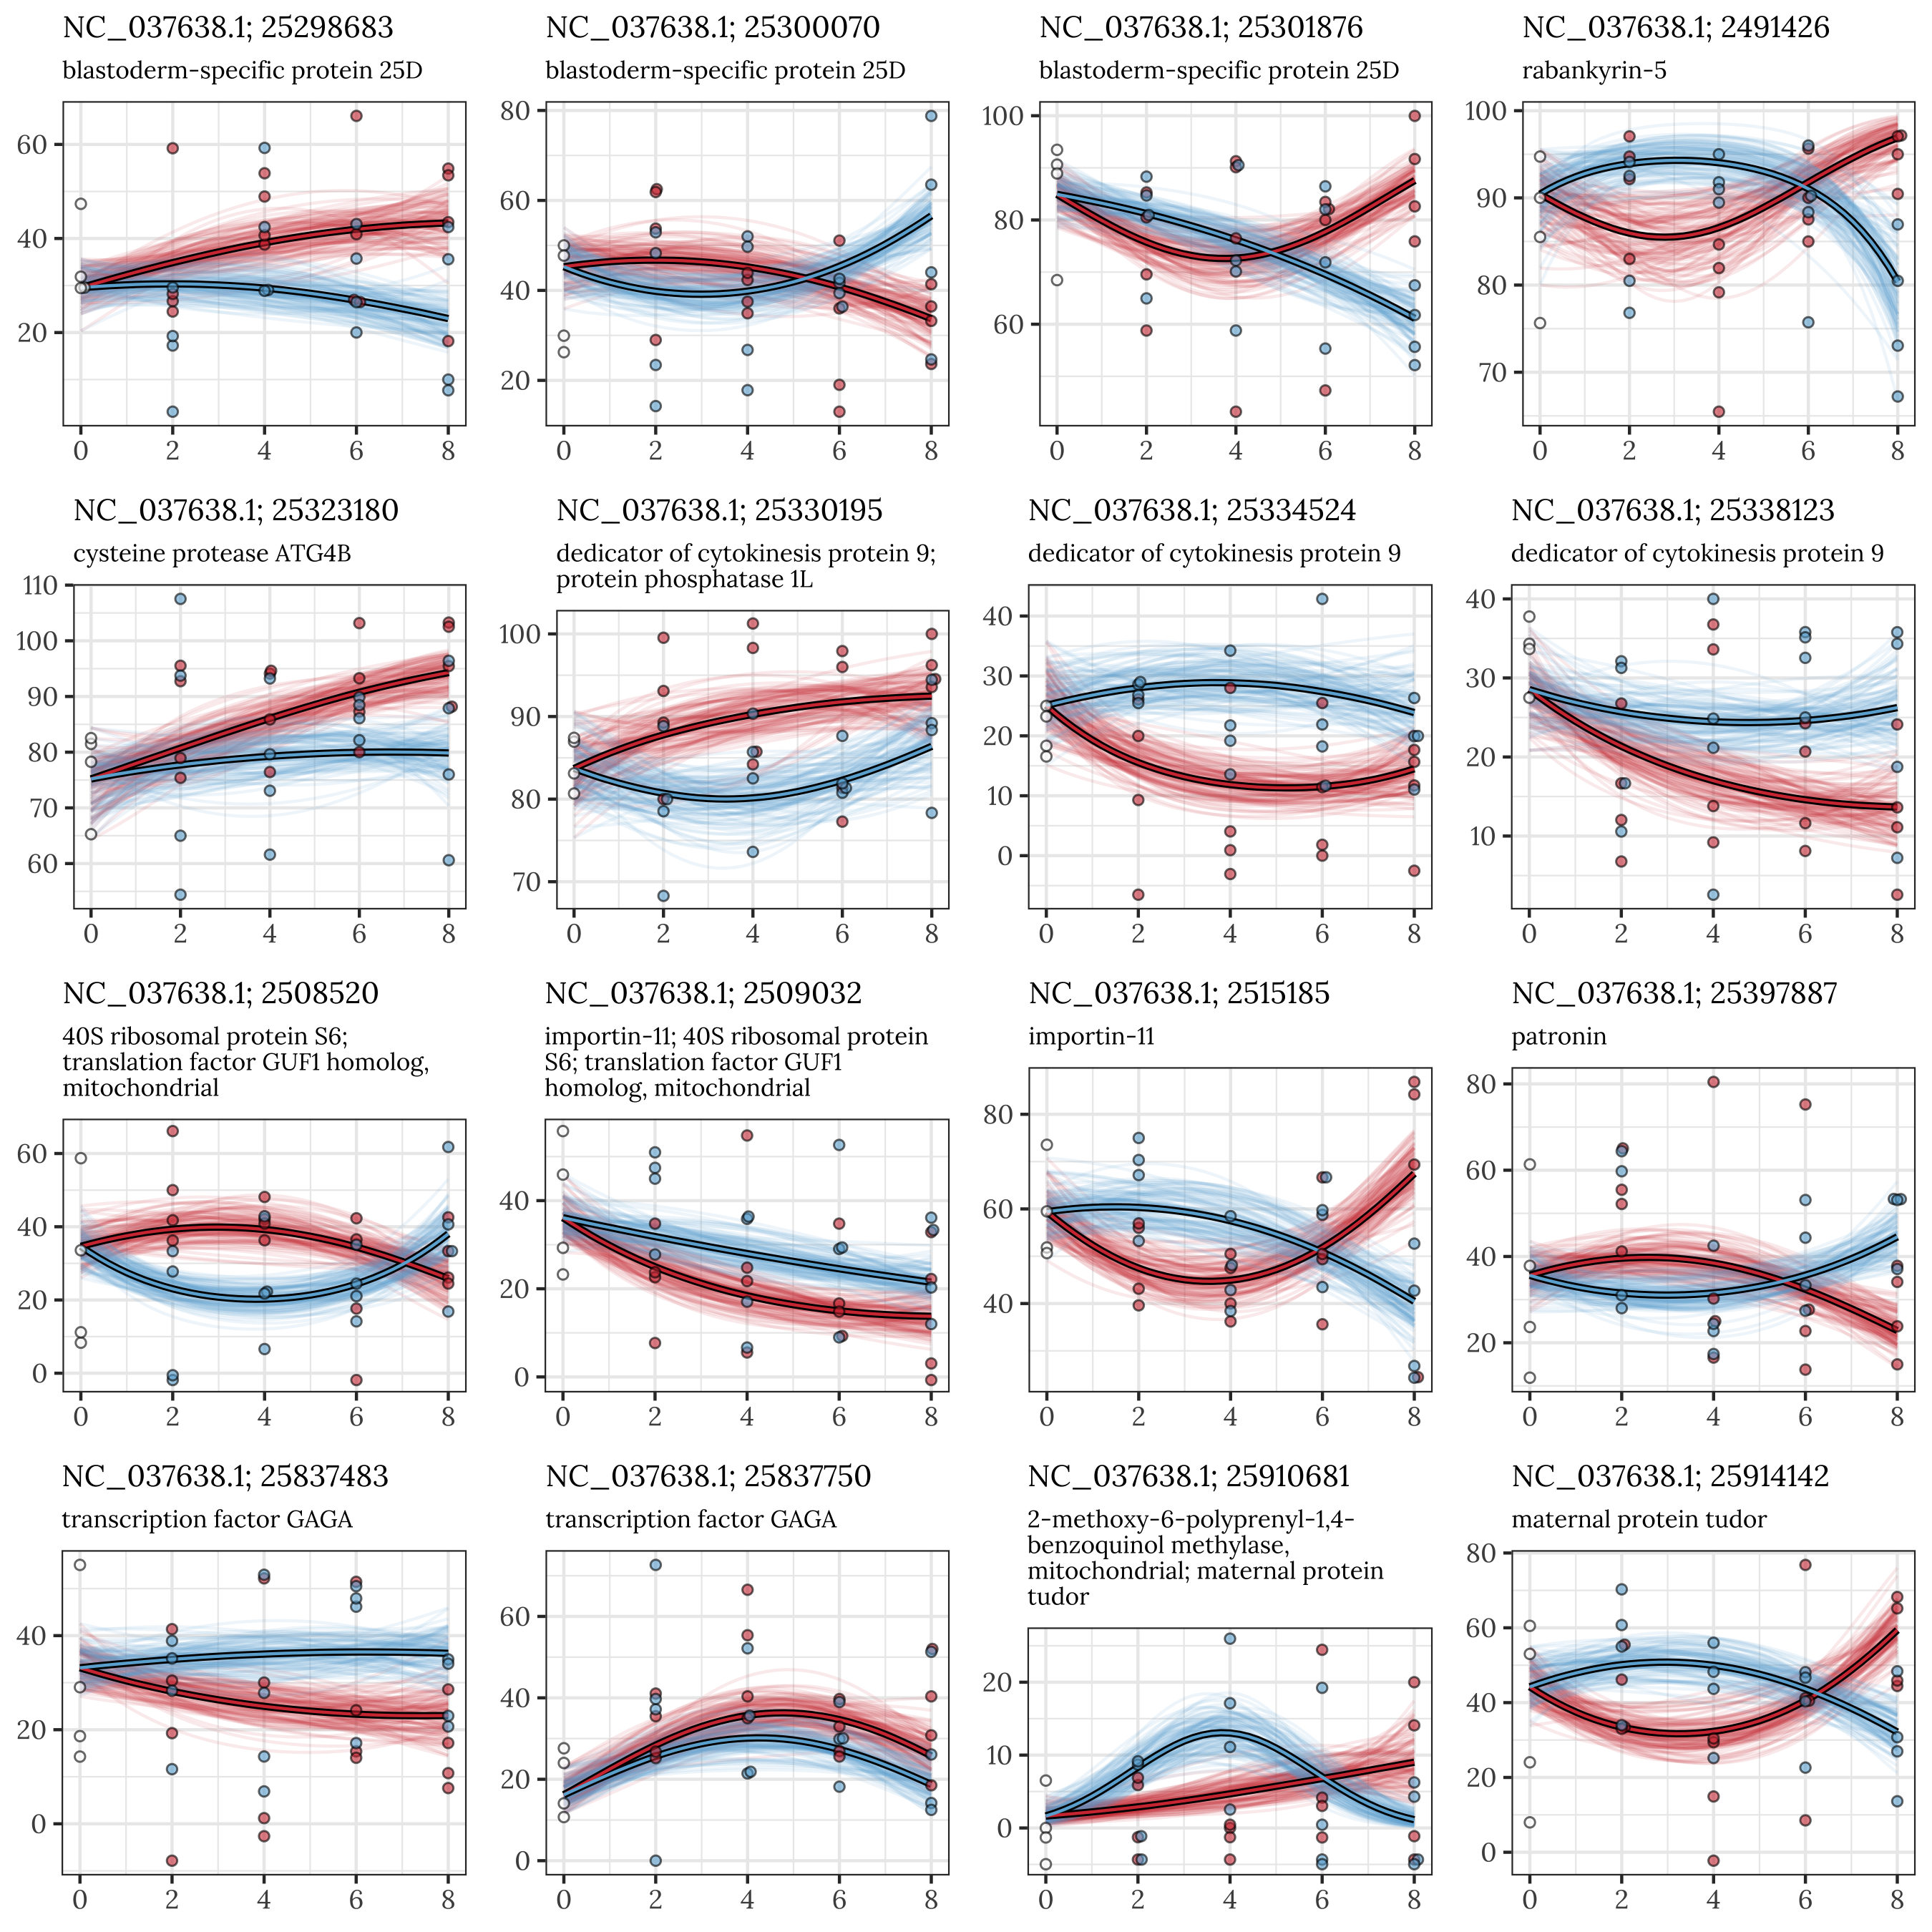 NC_037638.1; 25298683
blastoderm-specific protein 25D
60
40
20
0 2 4 6 8
NC_037638.1; 25300070
blastoderm-specific protein 25D
80
60
40
20
0 2 4 6 8
NC_037638.1; 25301876
blastoderm-specific protein 25D
100
80
60
0 2 4 6 8
NC_037638.1; 2491426
rabankyrin-5
100
90
80
70
0 2 4 6 8
NC_037638.1; 25323180
cysteine protease ATG4B
110
100
90
80
70
60
0 2 4 6 8
NC_037638.1; 25330195
dedicator of cytokinesis protein 9;
protein phosphatase 1L
100
90
80
70
0 2 4 6 8
NC_037638.1; 25334524
dedicator of cytokinesis protein 9
40
30
20
10
0
0 2 4 6 8
NC_037638.1; 25338123
dedicator of cytokinesis protein 9
40
30
20
10
0 2 4 6 8
NC_037638.1; 2508520
40S ribosomal protein S6;
translation factor GUF1 homolog,
mitochondrial
60
40
20
0
0 2 4 6 8
NC_037638.1; 2509032
importin-11; 40S ribosomal protein
S6; translation factor GUF1
homolog, mitochondrial
40
20
0
0 2 4 6 8
NC_037638.1; 2515185
importin-11
80
60
40
0 2 4 6 8
NC_037638.1; 25397887
patronin
80
60
40
20
0 2 4 6 8
NC_037638.1; 25837483
transcription factor GAGA
40
20
0
0 2 4 6 8
NC_037638.1; 25837750
transcription factor GAGA
60
40
20
0
0 2 4 6 8
NC_037638.1; 25910681
2-methoxy-6-polyprenyl-1,4-
benzoquinol methylase,
mitochondrial; maternal protein
tudor
20
10
0
0 2 4 6 8
NC_037638.1; 25914142
maternal protein tudor
80
60
40
20
0
0 2 4 6 8